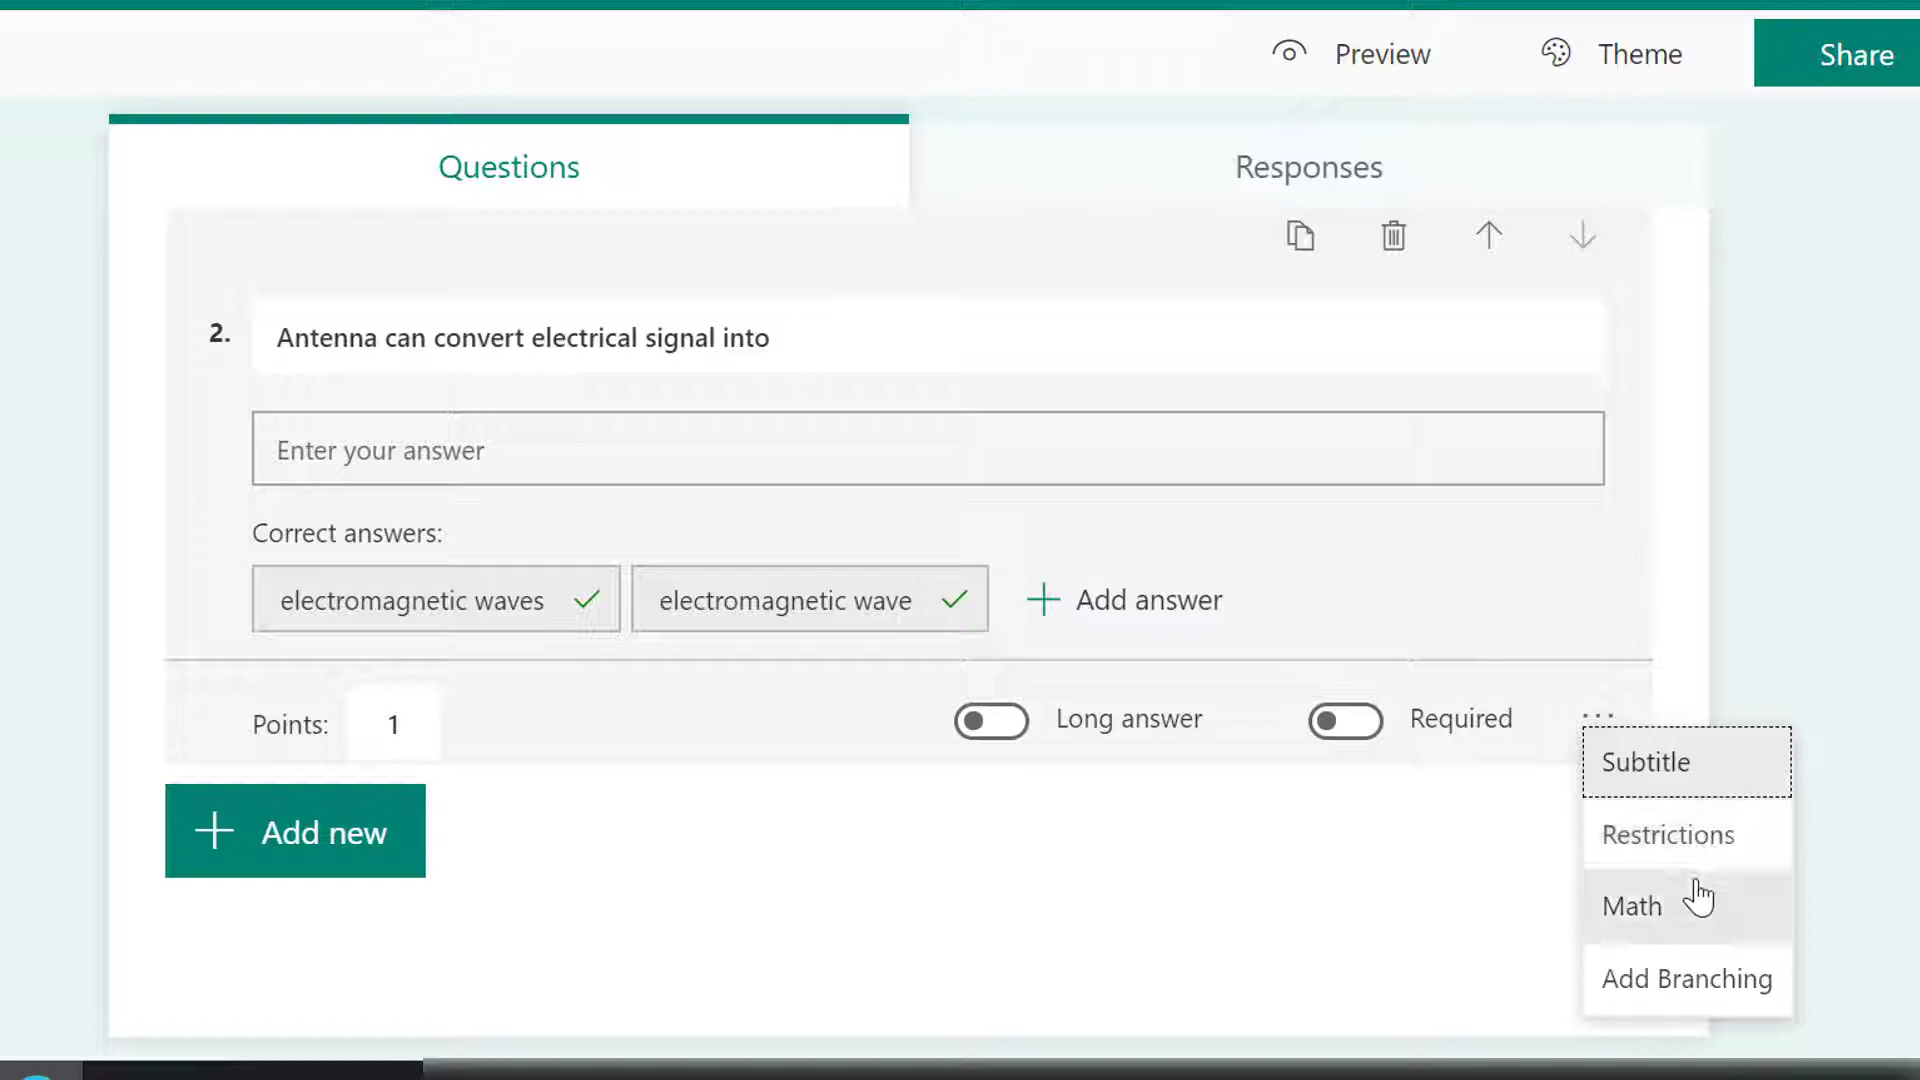 Preview
Theme
Share
Questions
Responses
2.
Antenna can convert electrical signal into
Enter your answer
Correct answers:
electromagnetic waves
electromagnetic wave
Add answer
Points:
1
Long answer
Required
Subtitle
Restrictions
Math
Add Branching
Add new